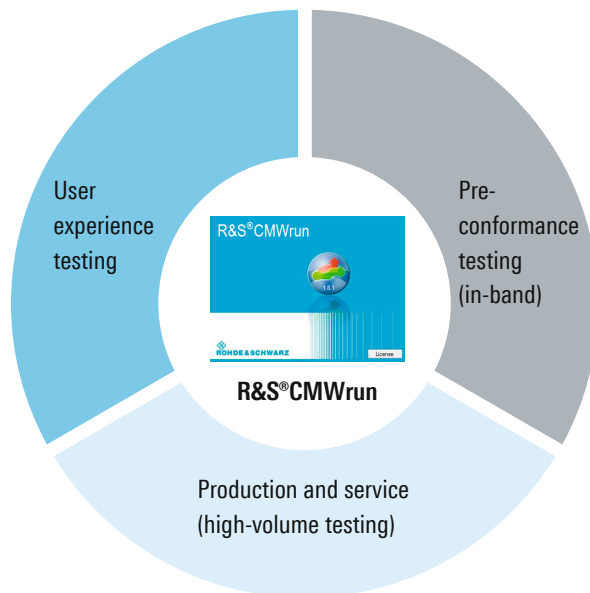 User
experience
testing
Pre-
conformance
testing
(in-band)
R&S®CMWrun
1.8.1
ROHDE&SCHWARZ
License
R&S®CMWrun
Production and service
(high-volume testing)